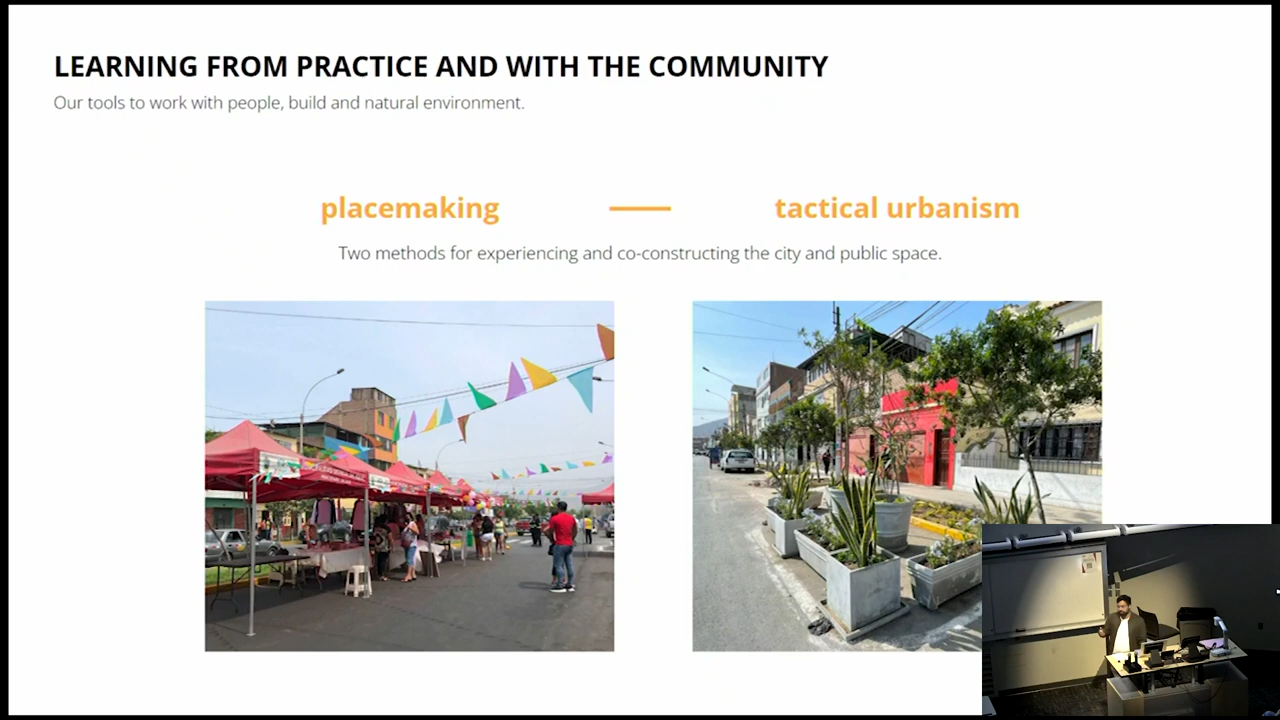 LEARNING FROM PRACTICE AND WITH THE COMMUNITY
Our tools to work with people, build and natural environment.
placemaking — tactical urbanism
Two methods for experiencing and co-constructing the city and public space.